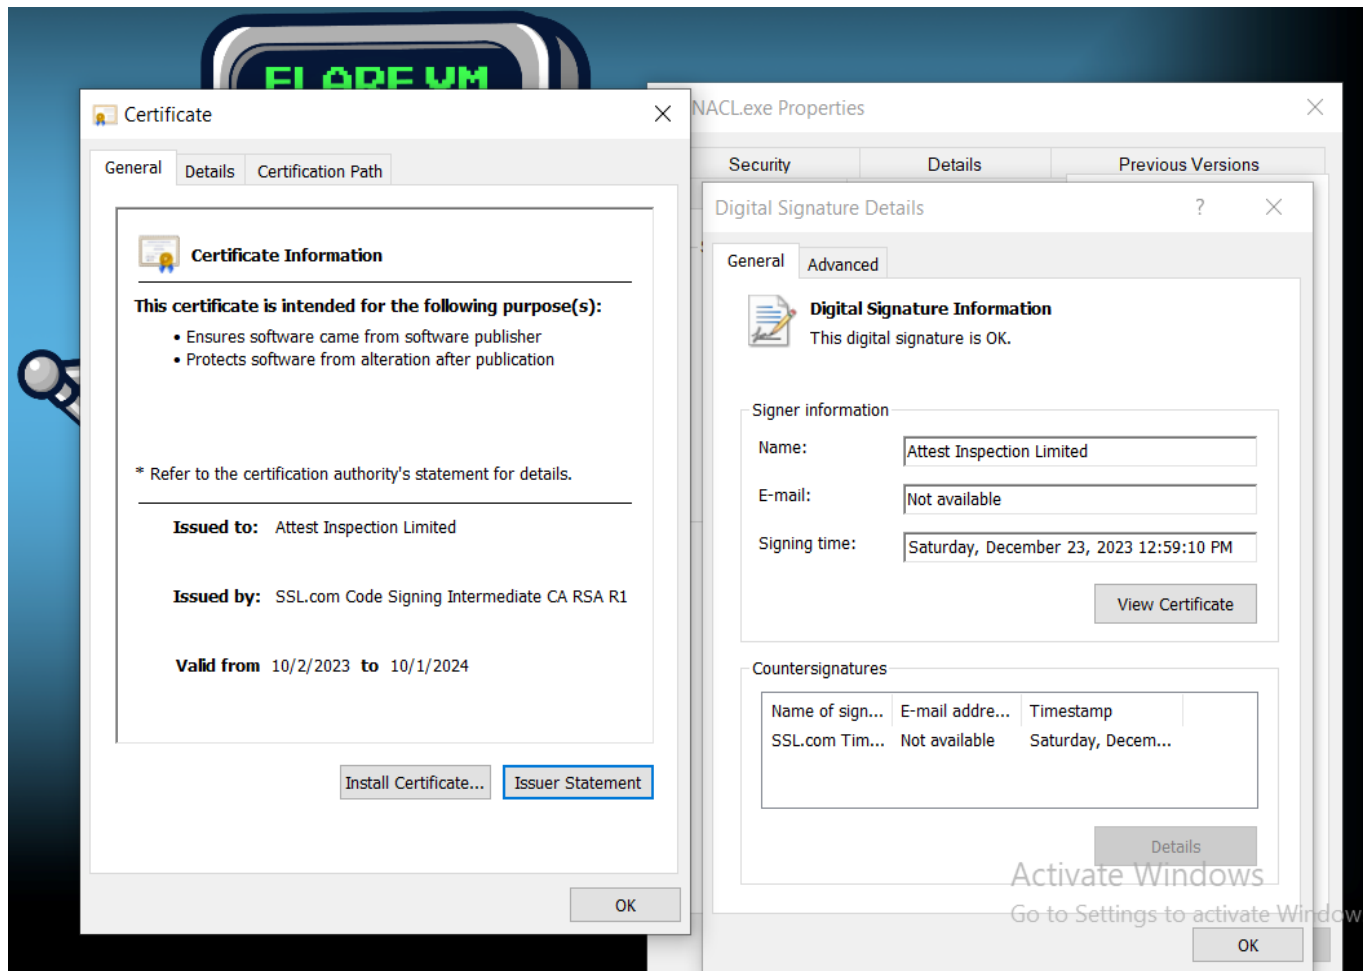 FLARE VM
Certificate
General
Details
Certification Path
Certificate Information
This certificate is intended for the following purpose(s):
• Ensures software came from software publisher
• Protects software from alteration after publication
* Refer to the certification authority's statement for details.
Issued to: Attest Inspection Limited
Issued by: SSL.com Code Signing Intermediate CA RSA R1
Valid from 10/2/2023 to 10/1/2024
Install Certificate...
Issuer Statement
OK
NACL.exe Properties
Security
Details
Previous Versions
Digital Signature Details
?
General
Advanced
Digital Signature Information
This digital signature is OK.
Signer information
Name: Attest Inspection Limited
E-mail: Not available
Signing time: Saturday, December 23, 2023 12:59:10 PM
View Certificate
Countersignatures
Name of sign... E-mail addre... Timestamp
SSL.com Tim... Not available Saturday, Decem...
Details
Activate Windows
Go to Settings to activate Window
OK